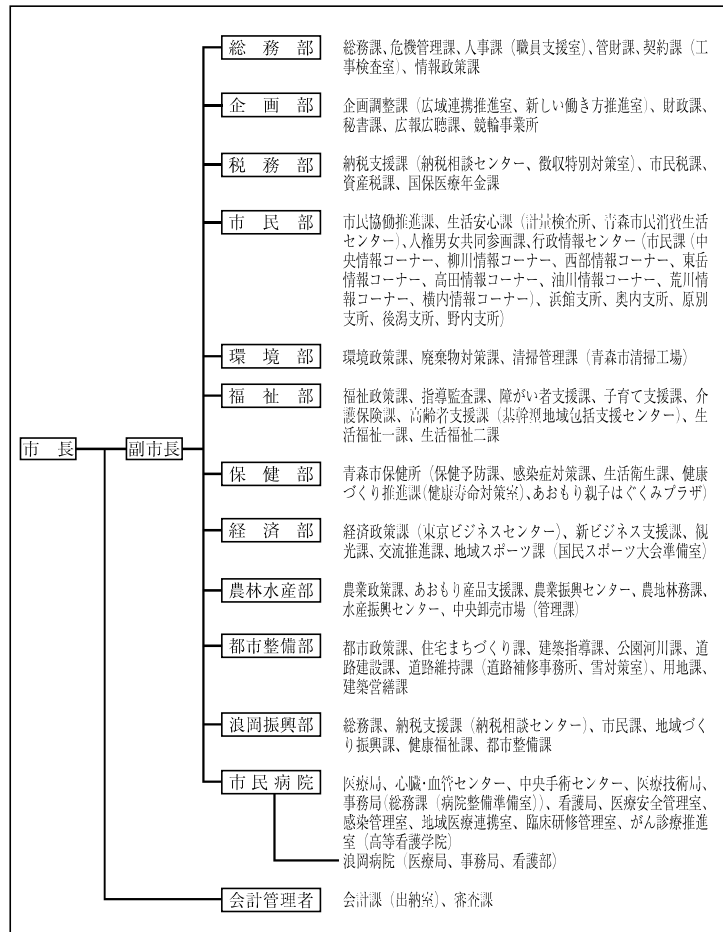 総務部
総務課、危機管理課、人事課（職員支援室）、管財課、契約課（工
事検査室）、情報政策課
企画部
企画調整課（広域連携推進室、新しい働き方推進室）、財政課、
秘書課、広報広聴課、競輪事業所
税務部
納税支援課（納税相談センター、徴収特別対策室）、市民税課、
資産税課、国保医療年金課
市民部
市民協働推進課、生活安心課（計量検査所、青森市民消費生活
センター）、人権男女共同参画課、行政情報センター（市民課（中
央情報コーナー、柳川情報コーナー、西部情報コーナー、東岳
情報コーナー、高田情報コーナー、油川情報コーナー、荒川情
報コーナー、横内情報コーナー）、浜館支所、奥内支所、原別
支所、後潟支所、野内支所）
環境部
環境政策課、廃棄物対策課、清掃管理課（青森市清掃工場）
福祉部
福祉政策課、指導監査課、障がい者支援課、子育て支援課、介
護保険課、高齢者支援課（基幹型地域包括支援センター）、生
活福祉一課、生活福祉二課
市長
副市長
保健部
青森市保健所（保健予防課、感染症対策課、生活衛生課、健康
づくり推進課（健康寿命対策室）、あおもり親子はぐくみプラザ）
経済部
経済政策課（東京ビジネスセンター）、新ビジネス支援課、観
光課、交流推進課、地域スポーツ課（国民スポーツ大会準備室）
農林水産部
農業政策課、あおもり産品支援課、農業振興センター、農地林務課、
水産振興センター、中央卸売市場（管理課）
都市整備部
都市政策課、住宅まちづくり課、建築指導課、公園河川課、道
路建設課、道路維持課（道路補修事務所、雪対策室）、用地課、
建築営繕課
浪岡振興部
総務課、納税支援課（納税相談センター）、市民課、地域づく
り振興課、健康福祉課、都市整備課
市民病院
医療局、心臓・血管センター、中央手術センター、医療技術局、
事務局（総務課（病院整備準備室））、看護局、医療安全管理室、
感染管理室、地域医療連携室、臨床研修管理室、がん診療推進
室（高等看護学院）
浪岡病院（医療局、事務局、看護部）
会計管理者
会計課（出納室）、審査課